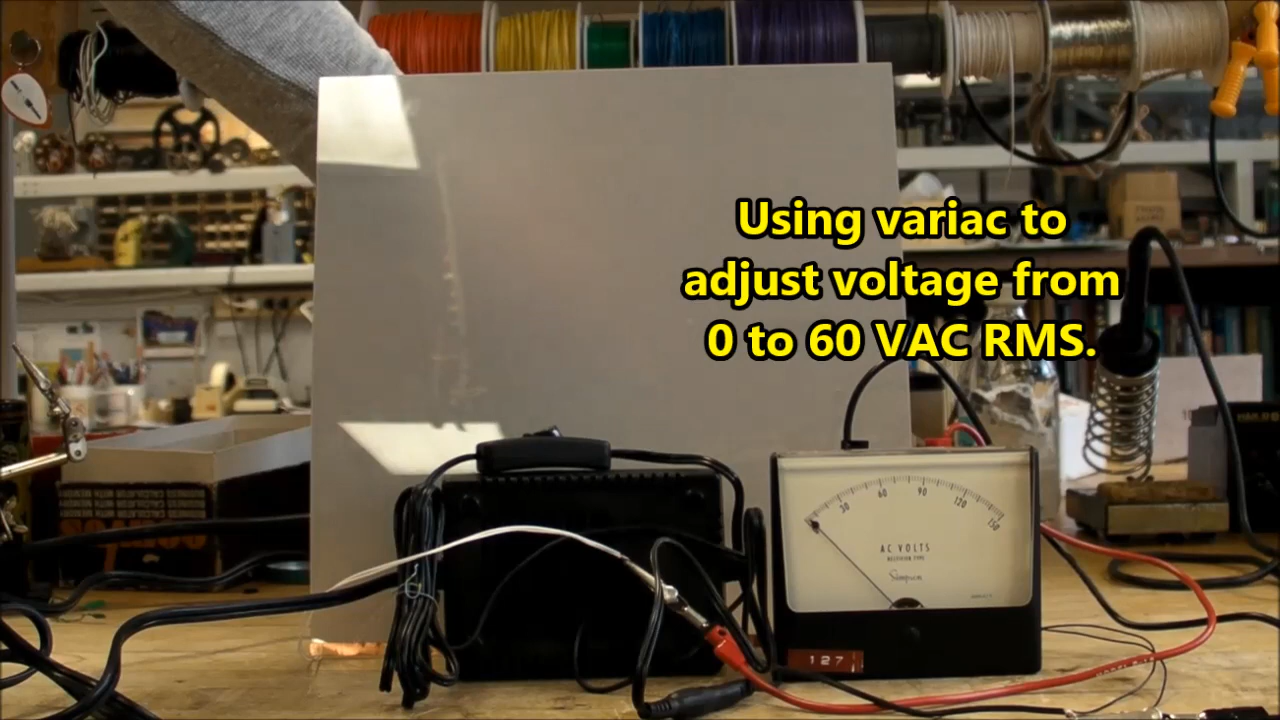 Using variac to
adjust voltage from
0 to 60 VAC RMS.
30 60 90 120 150
AC VOLTS
Simpson
127